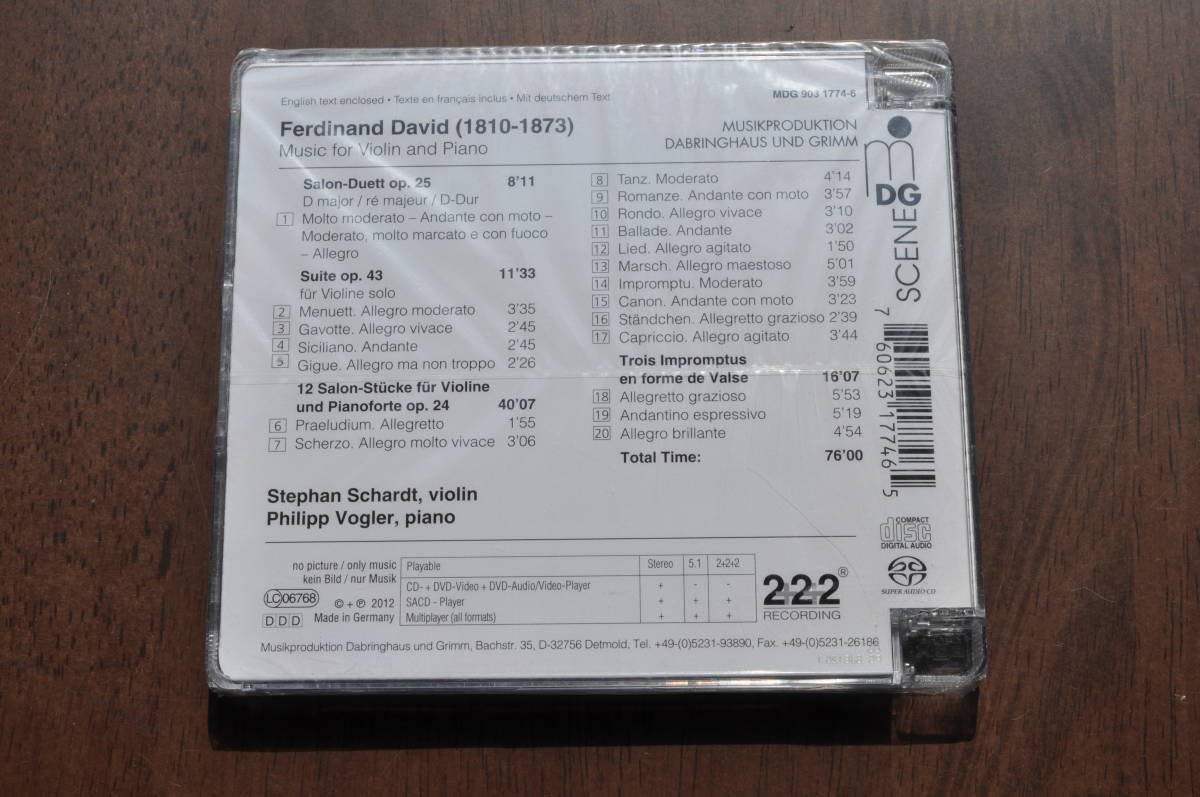 English text enclosed • Texte en français inclus • Mit deutschem Text
MDG 903 1774-6
Ferdinand David (1810-1873)
Music for Violin and Piano
MUSIKPRODUKTION
DABRINGHAUS UND GRIMM
Salon-Duett op. 25 8'11
D major / ré majeur / D-Dur
1 Molto moderato – Andante con moto –
Moderato, molto marcato e con fuoco
– Allegro
Suite op. 43 11'33
für Violine solo
2 Menuett. Allegro moderato 3'35
3 Gavotte. Allegro vivace 2'45
4 Siciliano. Andante 2'45
5 Gigue. Allegro ma non troppo 2'26
12 Salon-Stücke für Violine
und Pianoforte op. 24 40'07
6 Praeludium. Allegretto 1'55
7 Scherzo. Allegro molto vivace 3'06
8 Tanz. Moderato 4'14
9 Romanze. Andante con moto 3'57
10 Rondo. Allegro vivace 3'10
11 Ballade. Andante 3'02
12 Lied. Allegro agitato 1'50
13 Marsch. Allegro maestoso 5'01
14 Impromptu. Moderato 3'59
15 Canon. Andante con moto 3'23
16 Ständchen. Allegretto grazioso 2'39
17 Capriccio. Allegro agitato 3'44
Trois Impromptus
en forme de Valse 16'07
18 Allegretto grazioso 5'53
19 Andantino espressivo 5'19
20 Allegro brillante 4'54
Total Time: 76'00
Stephan Schardt, violin
Philipp Vogler, piano
DG
SCENE
7 60623 17746 5
COMPACT
disc
DIGITAL AUDIO
SUPER AUDIO CD
no picture / only music
kein Bild / nur Musik
LC 06768
© + ℗ 2012
DDD
Made in Germany
Playable Stereo 5.1 2+2+2
CD- + DVD-Video + DVD-Audio/Video-Player + - -
SACD - Player + + +
Multiplayer (all formats) + + +
2+2+2®
RECORDING
Musikproduktion Dabringhaus und Grimm, Bachstr. 35, D-32756 Detmold, Tel. +49-(0)5231-93890, Fax. +49-(0)5231-26186